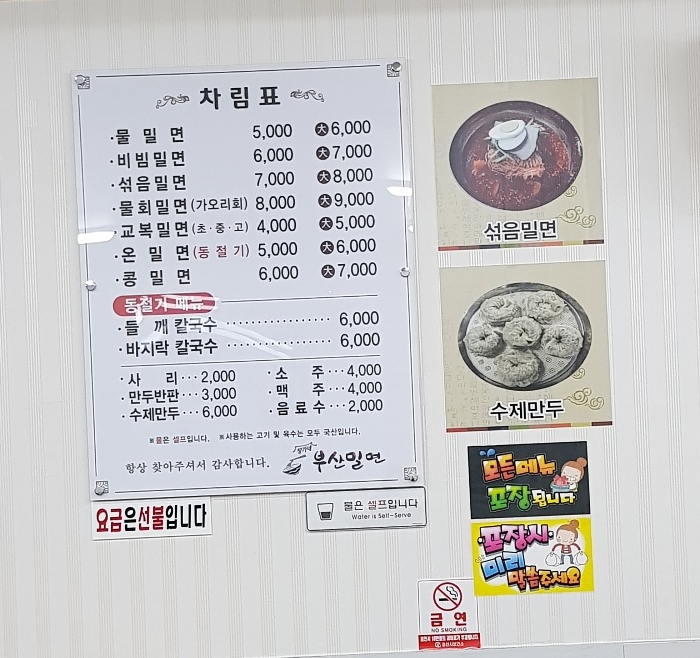 차림표
·물 밀 면 5,000 大6,000
·비빔밀면 6,000 大7,000
·섞음밀면 7,000 大8,000
·물회밀면(가오리회) 8,000 大9,000
·교복밀면(초·중·고) 4,000 大5,000
·온 밀 면(동 절 기) 5,000 大6,000
·콩 밀 면 6,000 大7,000
동절기 메뉴
·들 깨 칼국수 ················ 6,000
·바지락 칼국수 ················ 6,000
·사 리···2,000
·만두반판···3,000
·수제만두···6,000
·소 주···4,000
·맥 주···4,000
·음 료 수···2,000
※물은 셀프입니다. ※사용하는 고기 및 육수는 모두 국산입니다.
항상 찾아주셔서 감사합니다.
부산밀면
요금은선불입니다
물은 셀프입니다
Water is Self-Serve
섞음밀면
수제만두
모든메뉴
포장됩니다
포장시
미리
말씀주세요
금연
NO SMOKING